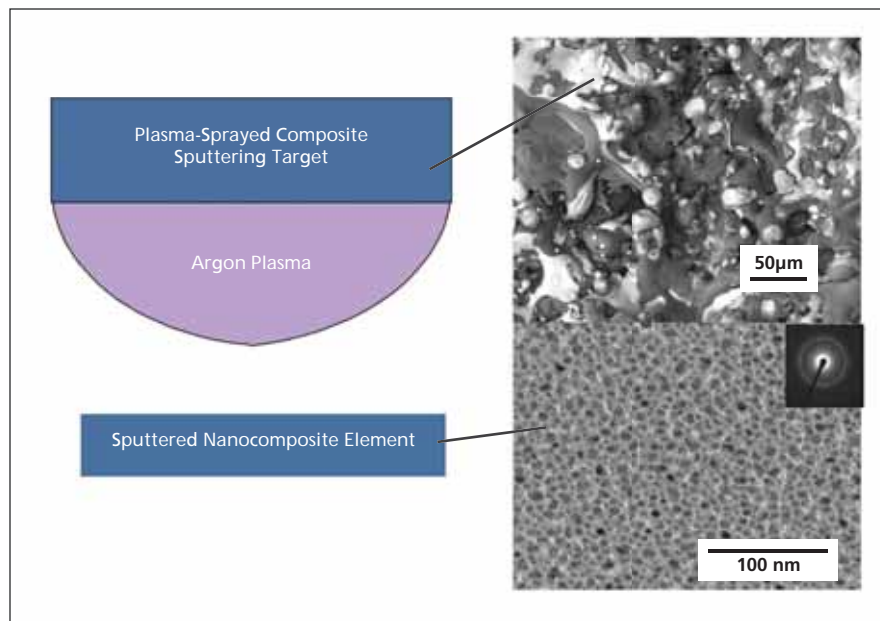 Plasma-Sprayed Composite
Sputtering Target
Argon Plasma
50µm
Sputtered Nanocomposite Element
100 nm